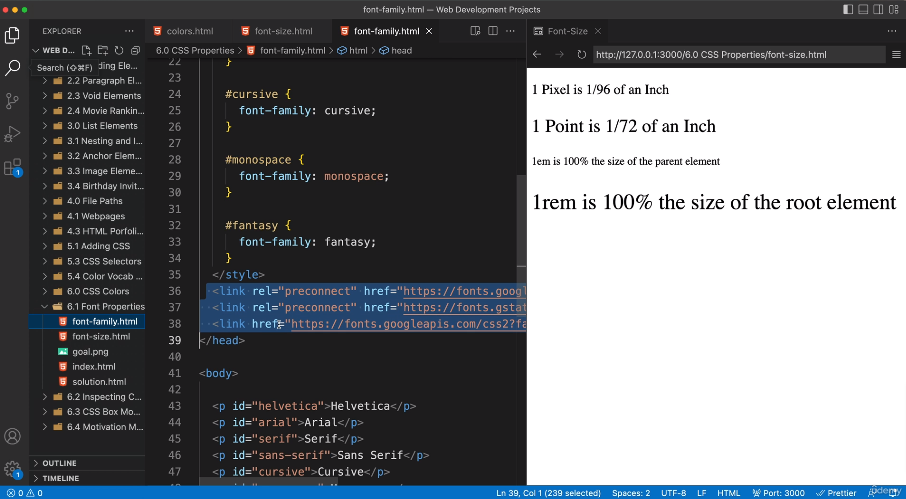 font-family.html — Web Development Projects
EXPLORER
colors.html
font-size.html
font-family.html
Font-Size
WEB D...
6.0 CSS Properties > font-family.html > html > head
http://127.0.0.1:3000/6.0 CSS Properties/font-size.html
Search (⇧⌘F)
ding Ele...
2.2 Paragraph El...
2.3 Void Elements
2.4 Movie Rankin...
3.0 List Elements
3.1 Nesting and I...
3.2 Anchor Elem...
3.3 Image Eleme...
3.4 Birthday Invit...
4.0 File Paths
4.1 Webpages
4.3 HTML Porfolio...
5.1 Adding CSS
5.3 CSS Selectors
5.4 Color Vocab ...
6.0 CSS Colors
6.1 Font Properties
font-family.html
font-size.html
goal.png
index.html
solution.html
6.2 Inspecting C...
6.3 CSS Box Mo...
6.4 Motivation M...
OUTLINE
TIMELINE
22 }
23
24 #cursive {
25 font-family: cursive;
26 }
27
28 #monospace {
29 font-family: monospace;
30 }
31
32 #fantasy {
33 font-family: fantasy;
34 }
35 </style>
36 <link rel="preconnect" href="https://fonts.googl
37 <link rel="preconnect" href="https://fonts.gstat
38 <link href="https://fonts.googleapis.com/css2?fa
39 </head>
40
41 <body>
42
43 <p id="helvetica">Helvetica</p>
44 <p id="arial">Arial</p>
45 <p id="serif">Serif</p>
46 <p id="sans-serif">Sans Serif</p>
47 <p id="cursive">Cursive</p>
1 Pixel is 1/96 of an Inch
1 Point is 1/72 of an Inch
1em is 100% the size of the parent element
1rem is 100% the size of the root element
1
1
0 0
Ln 39, Col 1 (239 selected)
Spaces: 2
UTF-8
LF
HTML
Port: 3000
Prettier
udemy